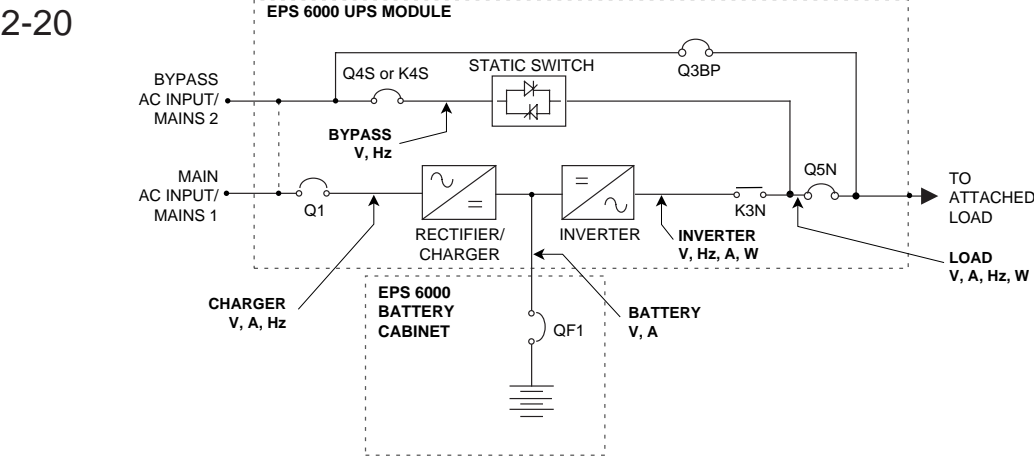 2-20
EPS 6000 UPS MODULE
Q3BP
Q4S or K4S
STATIC SWITCH
BYPASS
AC INPUT/
MAINS 2
BYPASS
V, Hz
MAIN
AC INPUT/
MAINS 1
Q1
RECTIFIER/
CHARGER
INVERTER
K3N
Q5N
TO
ATTACHED
LOAD
INVERTER
V, Hz, A, W
LOAD
V, A, Hz, W
CHARGER
V, A, Hz
EPS 6000
BATTERY
CABINET
BATTERY
V, A
QF1